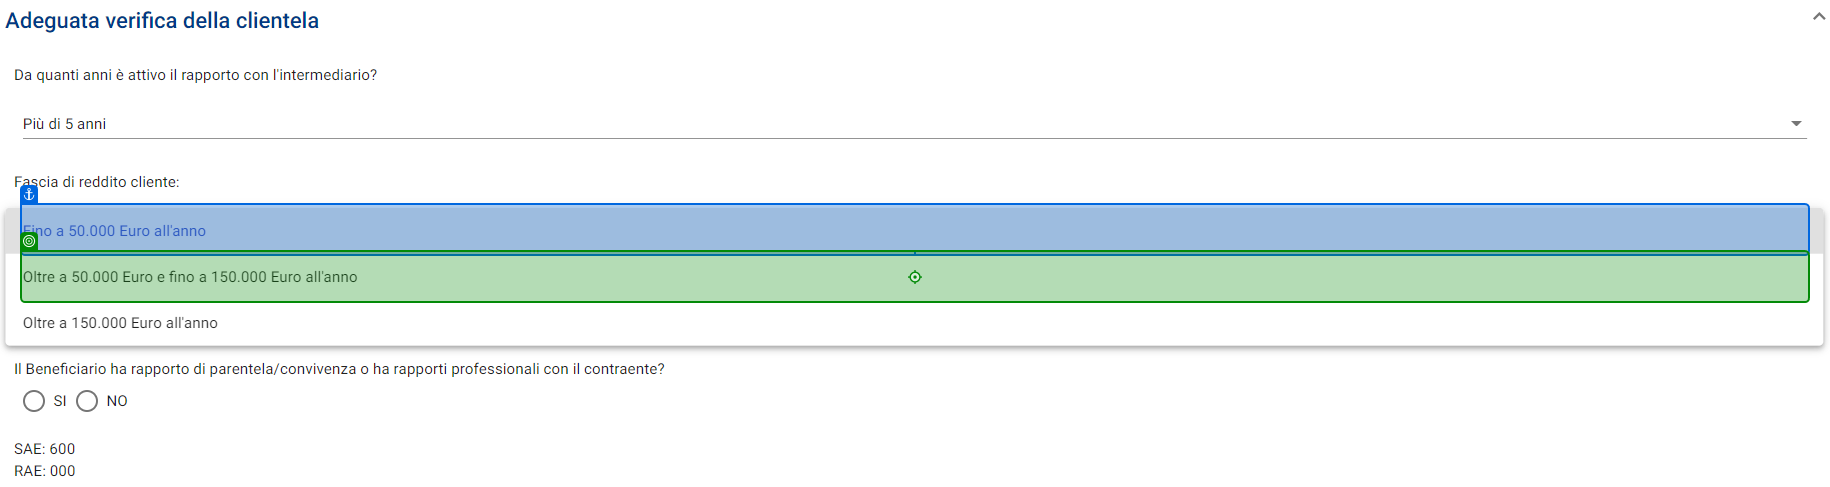 Adeguata verifica della clientela
Da quanti anni è attivo il rapporto con l'intermediario?
Più di 5 anni
Fascia di reddito cliente:
Fino a 50.000 Euro all'anno
Oltre a 50.000 Euro e fino a 150.000 Euro all'anno
Oltre a 150.000 Euro all'anno
Il Beneficiario ha rapporto di parentela/convivenza o ha rapporti professionali con il contraente?
SI NO
SAE: 600
RAE: 000